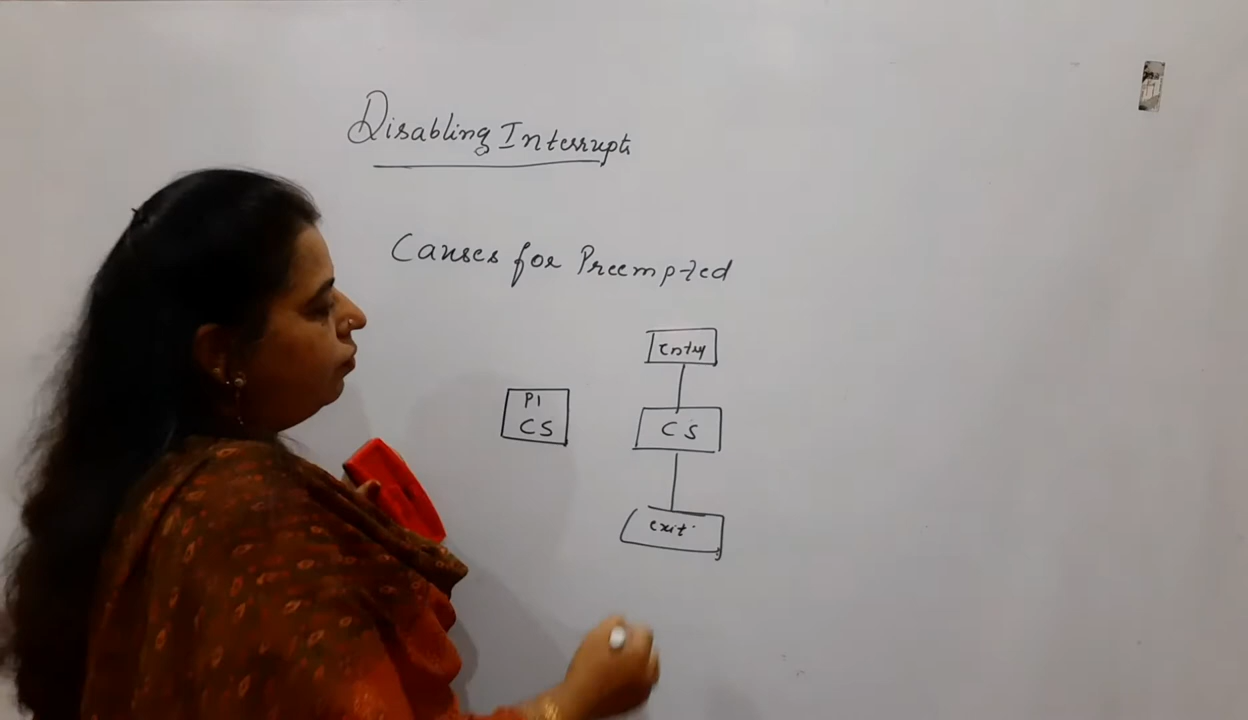 Disabling Interrupts
Causes for Preempted
Entry
P1
CS
CS
exit